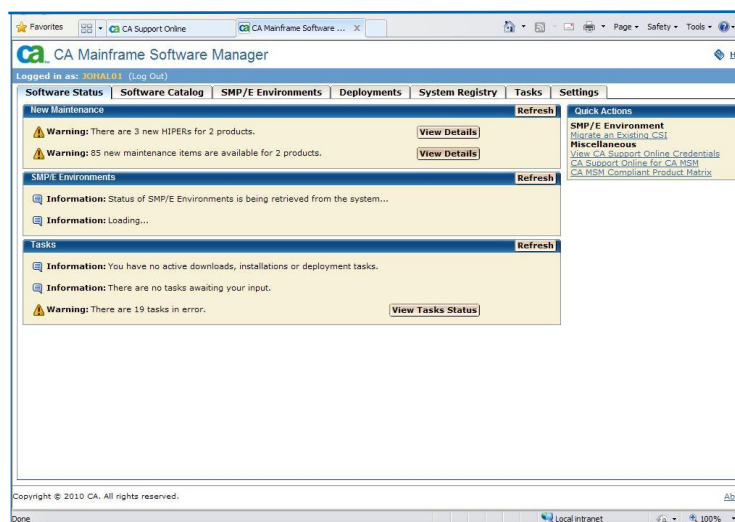 Favorites CA Support Online CA Mainframe Software ... X Page Safety Tools
ca CA Mainframe Software Manager
Logged in as: JOHAL01 (Log Out)
Software Status Software Catalog SMP/E Environments Deployments System Registry Tasks Settings
New Maintenance Refresh
Warning: There are 3 new HIPERs for 2 products. View Details
Warning: 85 new maintenance items are available for 2 products. View Details
SMP/E Environments Refresh
Information: Status of SMP/E Environments is being retrieved from the system...
Information: Loading...
Tasks Refresh
Information: You have no active downloads, installations or deployment tasks.
Information: There are no tasks awaiting your input.
Warning: There are 19 tasks in error. View Tasks Status
Quick Actions
SMP/E Environment
Migrate an Existing CSI
Miscellaneous
View CA Support Online Credentials
CA Support Online for CA MSM
CA MSM Compliant Product Matrix
Copyright © 2010 CA. All rights reserved. Ab
Done Local intranet 100%